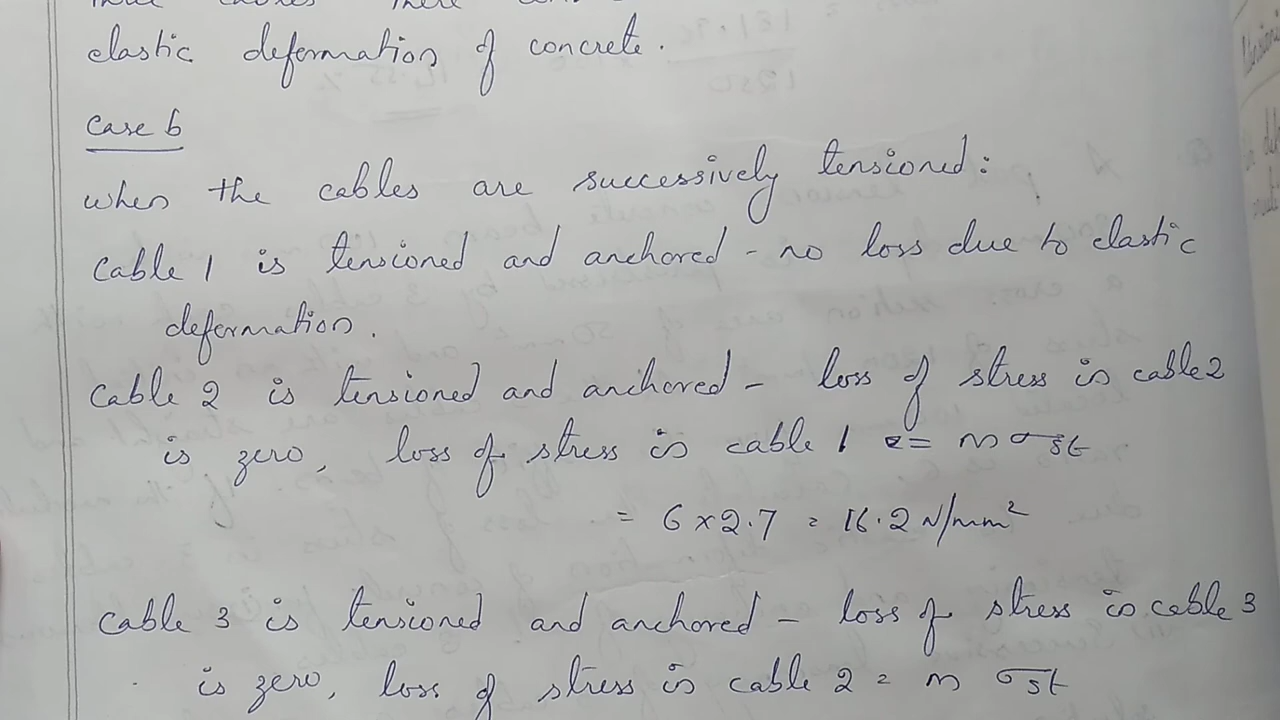 elastic deformation of concrete.
Case b
when the cables are successively tensioned:
Cable 1 is tensioned and anchored - no loss due to elastic
deformation.
Cable 2 is tensioned and anchored - loss of stress in cable 2
is zero, loss of stress in cable 1 = m σst
= 6 × 2.7 = 16.2 N/mm²
Cable 3 is tensioned and anchored - loss of stress in cable 3
is zero, loss of stress in cable 2 = m σst